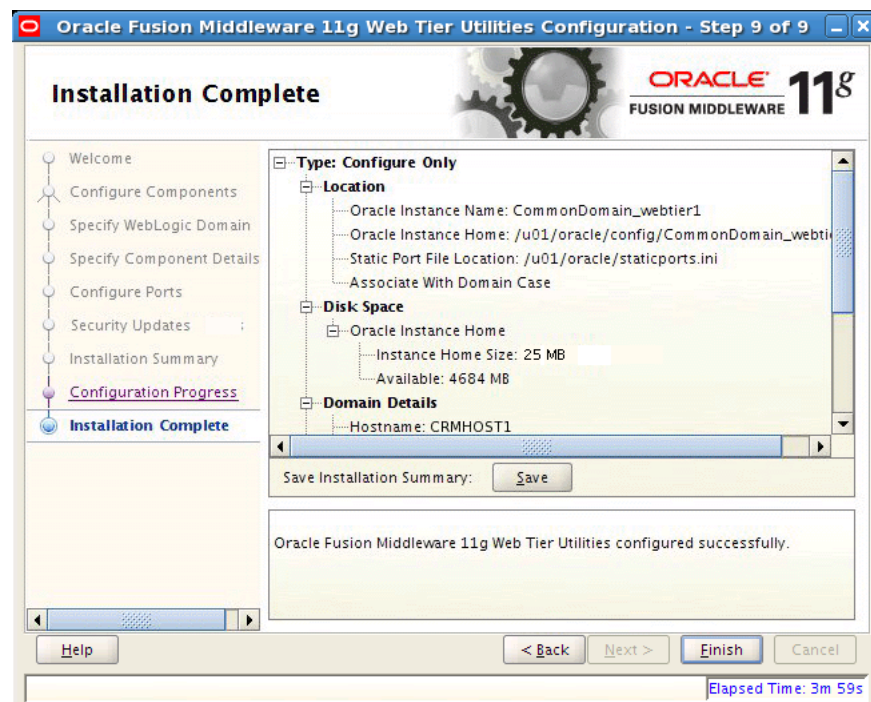 Oracle Fusion Middleware 11g Web Tier Utilities Configuration - Step 9 of 9
Installation Complete
ORACLE
FUSION MIDDLEWARE 11g
Welcome
Configure Components
Specify WebLogic Domain
Specify Component Details
Configure Ports
Security Updates
Installation Summary
Configuration Progress
Installation Complete
Type: Configure Only
Location
Oracle Instance Name: CommonDomain_webtier1
Oracle Instance Home: /u01/oracle/config/CommonDomain_webti
Static Port File Location: /u01/oracle/staticports.ini
Associate With Domain Case
Disk Space
Oracle Instance Home
Instance Home Size: 25 MB
Available: 4684 MB
Domain Details
Hostname: CRMHOST1
Save Installation Summary: Save
Oracle Fusion Middleware 11g Web Tier Utilities configured successfully.
Help < Back Next > Finish Cancel
Elapsed Time: 3m 59s